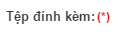 Tệp đính kèm: (*)